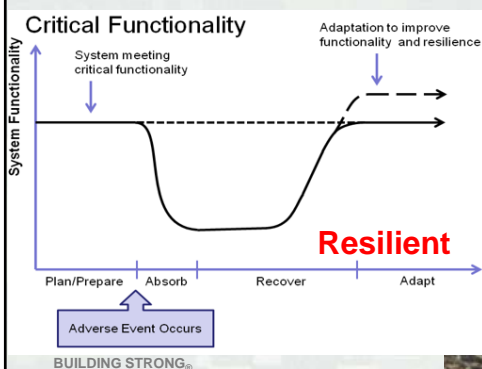 Critical Functionality
Adaptation to improve
functionality and resilience
System meeting
critical functionality
System Functionality
Resilient
Plan/Prepare
Absorb
Recover
Adapt
Adverse Event Occurs
BUILDING STRONG®